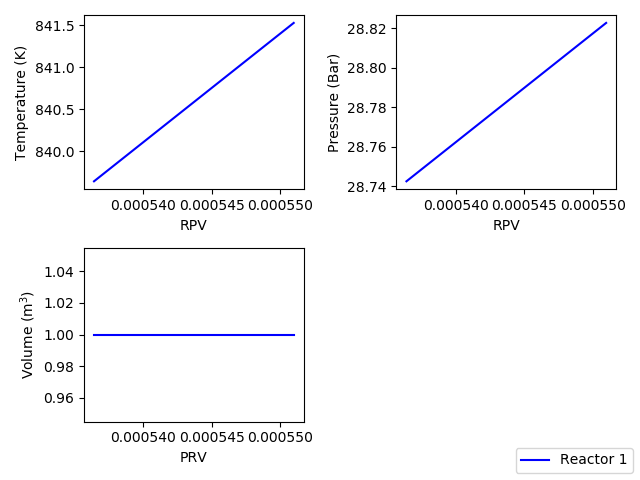 841.5
841.0
840.5
840.0
Temperature (K)
0.000540 0.000545 0.000550
RPV
28.82
28.80
28.78
28.76
28.74
Pressure (Bar)
0.000540 0.000545 0.000550
RPV
1.04
1.02
1.00
0.98
0.96
Volume (m³)
0.000540 0.000545 0.000550
PRV
Reactor 1